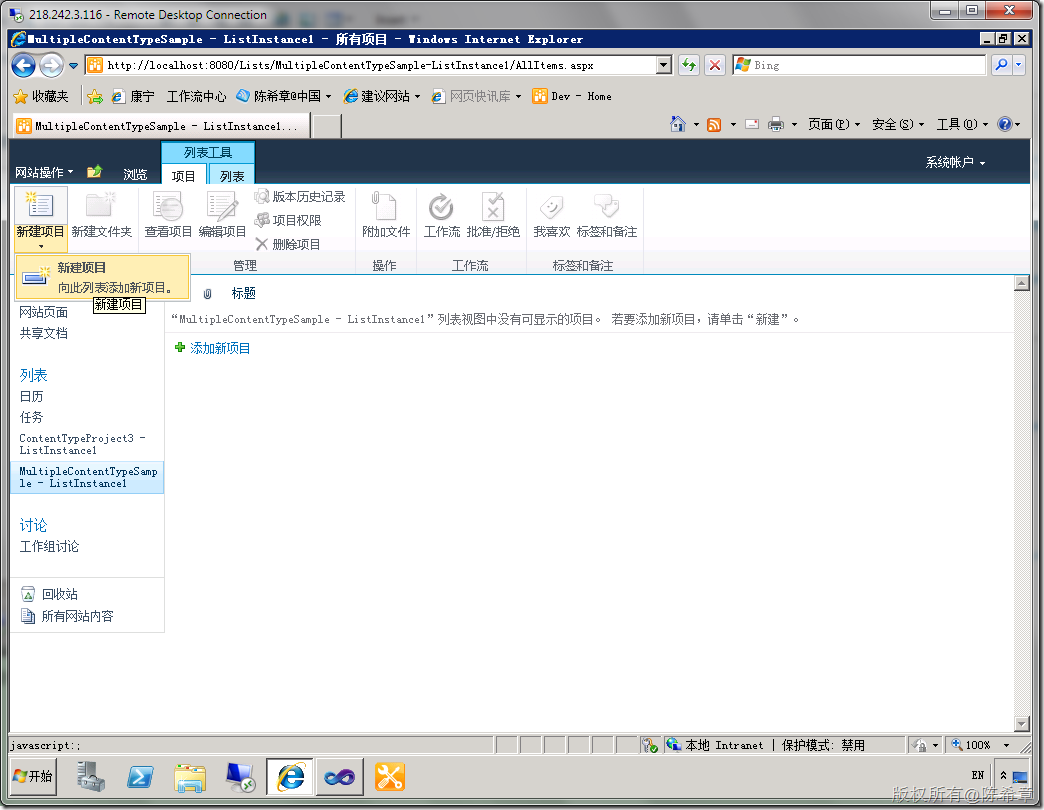 218.242.3.116 - Remote Desktop Connection
MultipleContentTypeSample - ListInstance1 - 所有项目 - Windows Internet Explorer
http://localhost:8080/Lists/MultipleContentTypeSample-ListInstance1/AllItems.aspx
Bing
收藏夹 康宁 工作流中心 陈希章@中国 建议网站 网页快讯库 Dev - Home
MultipleContentTypeSample - ListInstance1...
页面(P) 安全(S) 工具(O)
列表工具
网站操作 浏览 项目 列表 系统帐户
新建项目 新建文件夹 查看项目 编辑项目 版本历史记录 项目权限 删除项目 附加文件 工作流 批准/拒绝 我喜欢 标签和备注
管理 操作 工作流 标签和备注
新建项目
向此列表添加新项目。
新建项目
标题
“MultipleContentTypeSample - ListInstance1”列表视图中没有可显示的项目。 若要添加新项目，请单击“新建”。
添加新项目
网站页面
共享文档
列表
日历
任务
ContentTypeProject3 -
ListInstance1
MultipleContentTypeSamp
le - ListInstance1
讨论
工作组讨论
回收站
所有网站内容
javascript:;
本地 Intranet | 保护模式: 禁用
100%
开始
EN
版权所有@陈希章